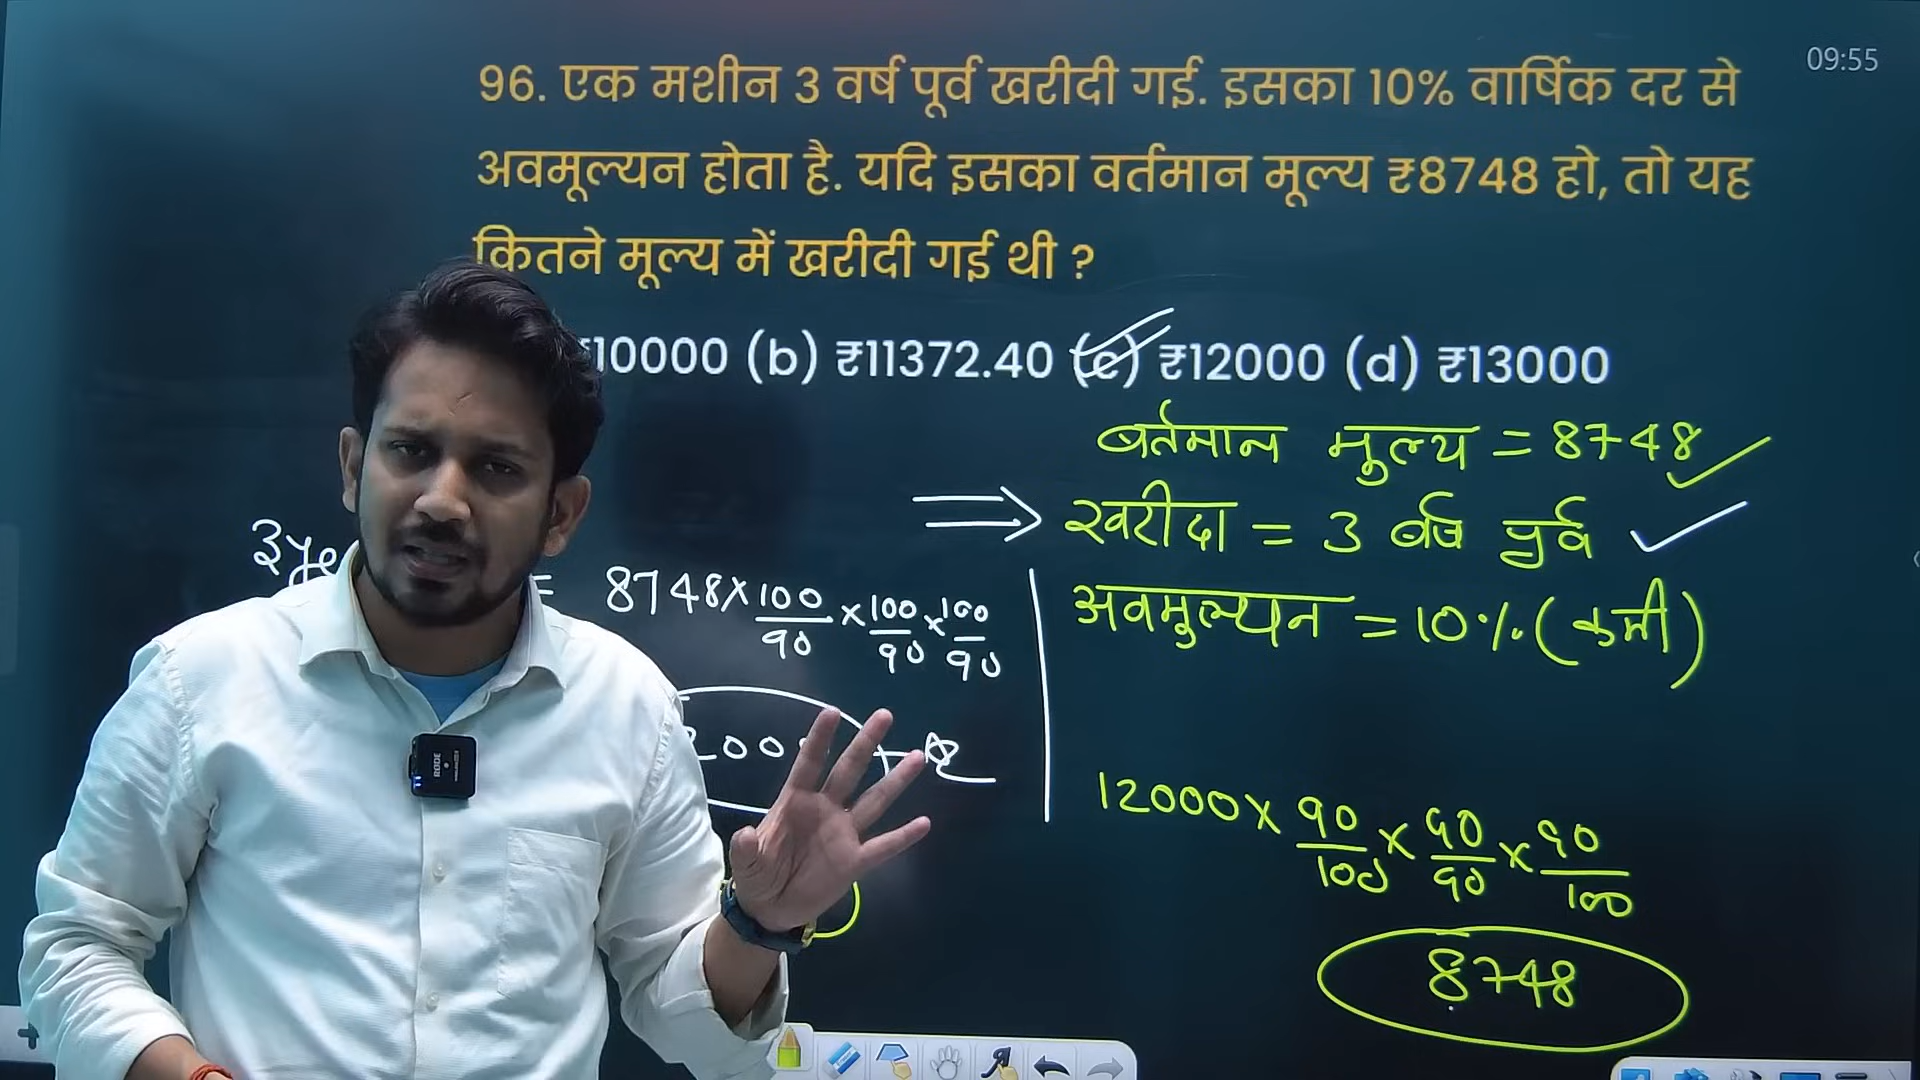 09:55
96. एक मशीन 3 वर्ष पूर्व खरीदी गई. इसका 10% वार्षिक दर से
अवमूल्यन होता है. यदि इसका वर्तमान मूल्य ₹8748 हो, तो यह
कितने मूल्य में खरीदी गई थी ?
₹10000 (b) ₹11372.40 (c) ₹12000 (d) ₹13000
वर्तमान मुल्य = 8748
खरीदा = 3 वर्ष पुर्व
अवमुल्यन = 10% (कमी)
= 8748 × 100/90 × 100/90 × 100/90
12000 × 90/100 × 90/90 × 90/100
8748
RODE